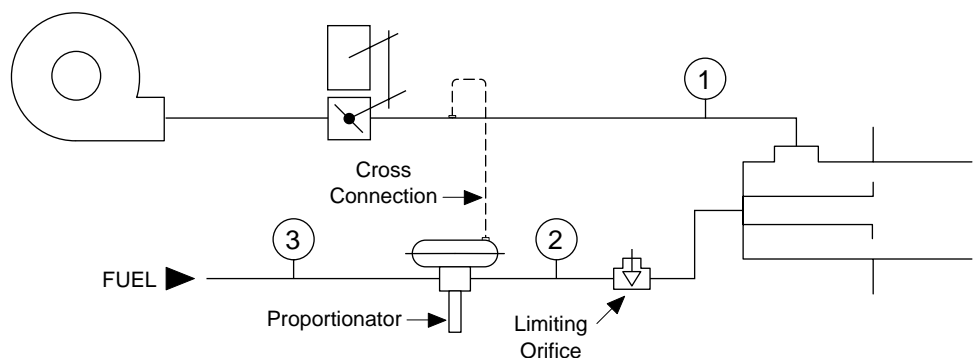 1
Cross
Connection
3
2
FUEL
Proportionator
Limiting
Orifice